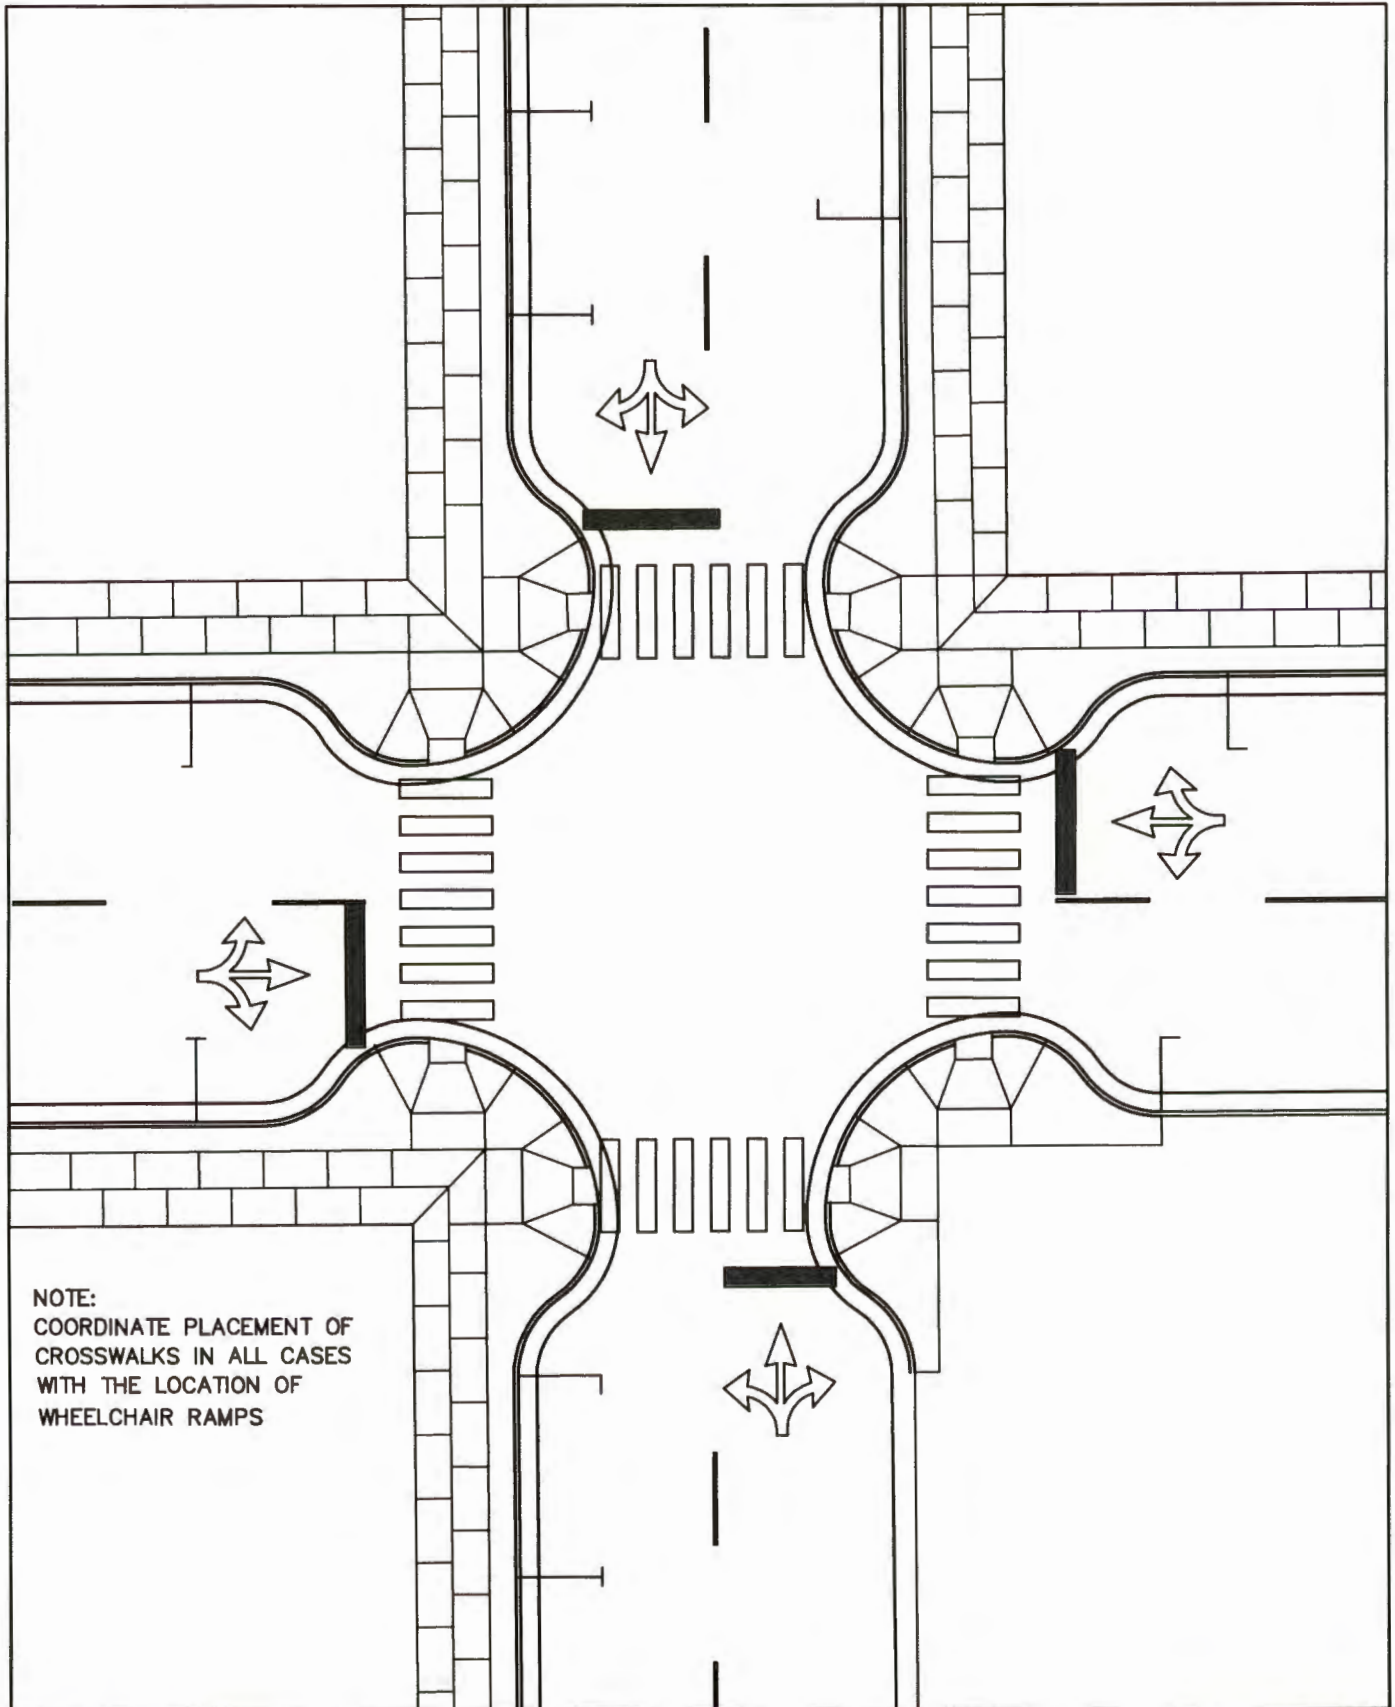 NOTE:
COORDINATE PLACEMENT OF
CROSSWALKS IN ALL CASES
WITH THE LOCATION OF
WHEELCHAIR RAMPS